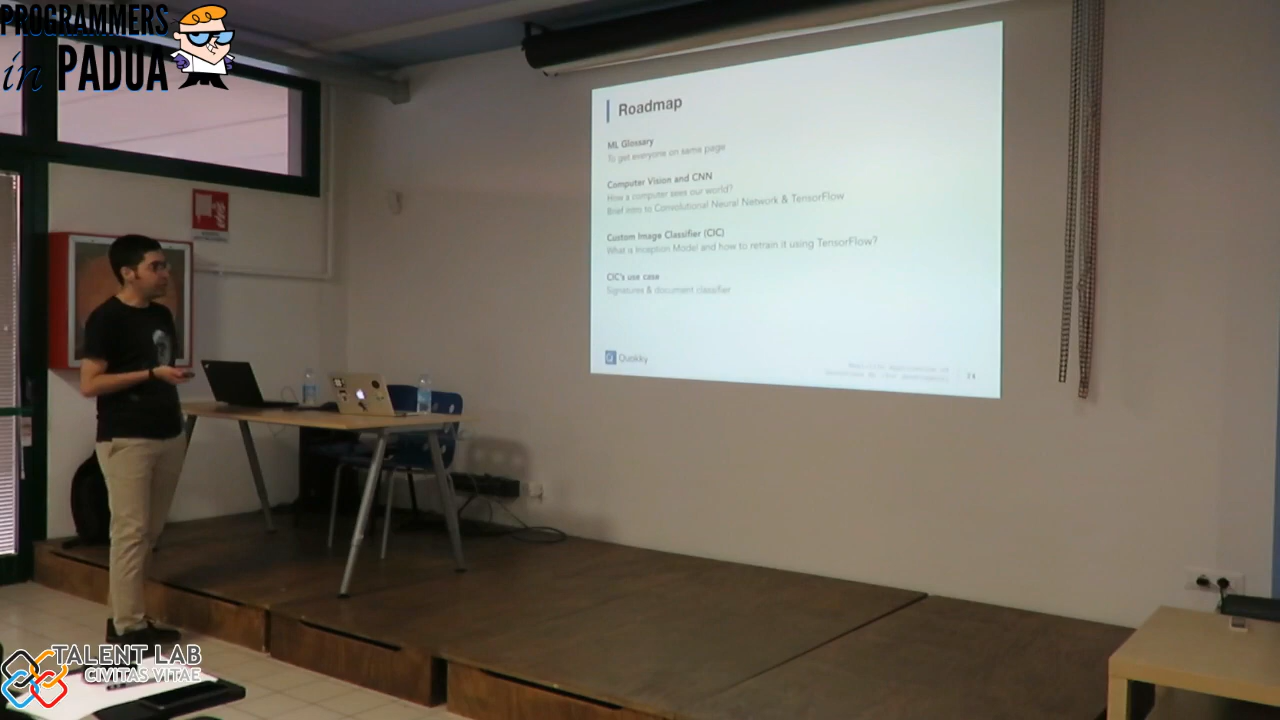 PROGRAMMERS
in PADUA
Roadmap
ML Glossary
To get everyone on same page
Computer Vision and CNN
How a computer sees our world?
Brief intro to Convolutional Neural Network & TensorFlow
Custom Image Classifier (CIC)
What is Inception Model and how to retrain it using TensorFlow?
CIC's use case
Signatures & document classifier
Quokky
TALENT LAB
CIVITAS VITAE